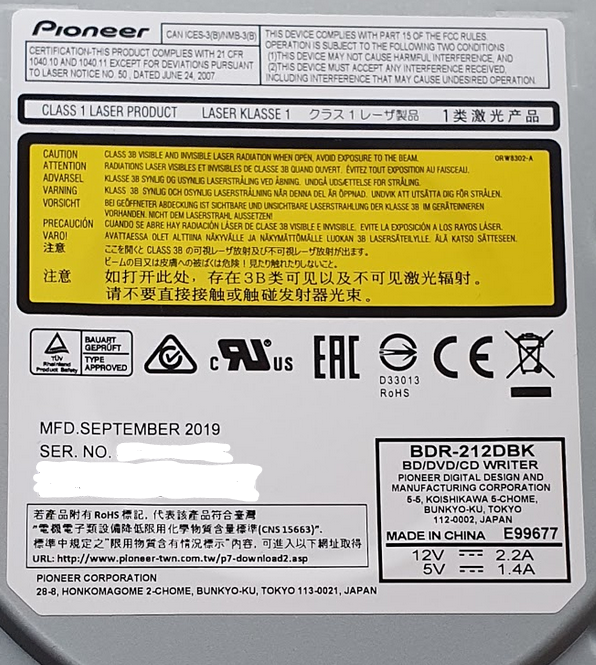 Pioneer
CAN ICES-3(B)/NMB-3(B)
CERTIFICATION-THIS PRODUCT COMPLIES WITH 21 CFR
1040.10 AND 1040.11 EXCEPT FOR DEVIATIONS PURSUANT
TO LASER NOTICE NO. 50, DATED JUNE 24, 2007
THIS DEVICE COMPLIES WITH PART 15 OF THE FCC RULES.
OPERATION IS SUBJECT TO THE FOLLOWING TWO CONDITIONS
(1)THIS DEVICE MAY NOT CAUSE HARMFUL INTERFERENCE, AND
(2)THIS DEVICE MUST ACCEPT ANY INTERFERENCE RECEIVED,
INCLUDING INTERFERENCE THAT MAY CAUSE UNDESIRED OPERATION.
CLASS 1 LASER PRODUCT LASER KLASSE 1 クラス 1 レーザ製品 1类激光产品
CAUTION CLASS 3B VISIBLE AND INVISIBLE LASER RADIATION WHEN OPEN, AVOID EXPOSURE TO THE BEAM. ORW8302-A
ATTENTION RADIATIONS LASER VISIBLES ET INVISIBLES DE CLASSE 3B QUAND OUVERT. ÉVITEZ TOUT EXPOSITION AU FAISCEAU.
ADVARSEL KLASSE 3B SYNLIG OG USYNLIG LASERSTRÅLING VED ÅBNING. UNDGÅ UDSÆTTELSE FOR STRÅLING.
VARNING KLASS 3B SYNLIG OCH OSYNLIG LASERSTRÅLNING NÄR DENNA DEL ÄR ÖPPNAD. UNDVIK ATT UTSÄTTA DIG FÖR STRÅLEN.
VORSICHT BEI GEÖFFNETER ABDECKUNG IST SICHTBARE UND UNSICHTBARE LASERSTRAHLUNG DER KLASSE 3B IM GERÄTEINNEREN
VORHANDEN. NICHT DEM LASERSTRAHL AUSSETZEN!
PRECAUCIÓN CUANDO SE ABRE HAY RADIACIÓN LÁSER DE CLASE 3B VISIBLE E INVISIBLE. EVITE LA EXPOSICIÓN A LOS RAYOS LÁSER.
VARO! AVATTAESSA OLET ALTTIINA NÄKYVÄLLE JA NÄKYMÄTTÖMÄLLE LUOKAN 3B LASERSÄTEILYLLE. ÄLÄ KATSO SÄTEESEEN.
注意 ここを開くと CLASS 3B の可視レーザ放射及び不可視レーザ放射が出ます。
ビームの目又は皮膚への被ばくは危険！見たり触れたりしないこと。
注意 如打开此处，存在3B类可见以及不可见激光辐射。
请不要直接接触或触碰发射器光束。
TÜV
Rheinland
Product Safety
BAUART
GEPRÜFT
TYPE
APPROVED
c RU US
EAC
D33013
RoHS
CE
MFD.SEPTEMBER 2019
SER. NO.
BDR-212DBK
BD/DVD/CD WRITER
PIONEER DIGITAL DESIGN AND
MANUFACTURING CORPORATION
5-5, KOISHIKAWA 5-CHOME,
BUNKYO-KU, TOKYO
112-0002, JAPAN
MADE IN CHINA E99677
12V 2.2A
5V 1.4A
若產品附有 RoHS 標記，代表該產品符合臺灣
"電機電子類設備降低限用化學物質含量標準(CNS 15663)".
標準中規定之"限用物質含有情況標示"內容，可進入以下網址取得
URL: http://www.pioneer-twn.com.tw/p7-download2.asp
PIONEER CORPORATION
28-8, HONKOMAGOME 2-CHOME, BUNKYO-KU, TOKYO 113-0021, JAPAN